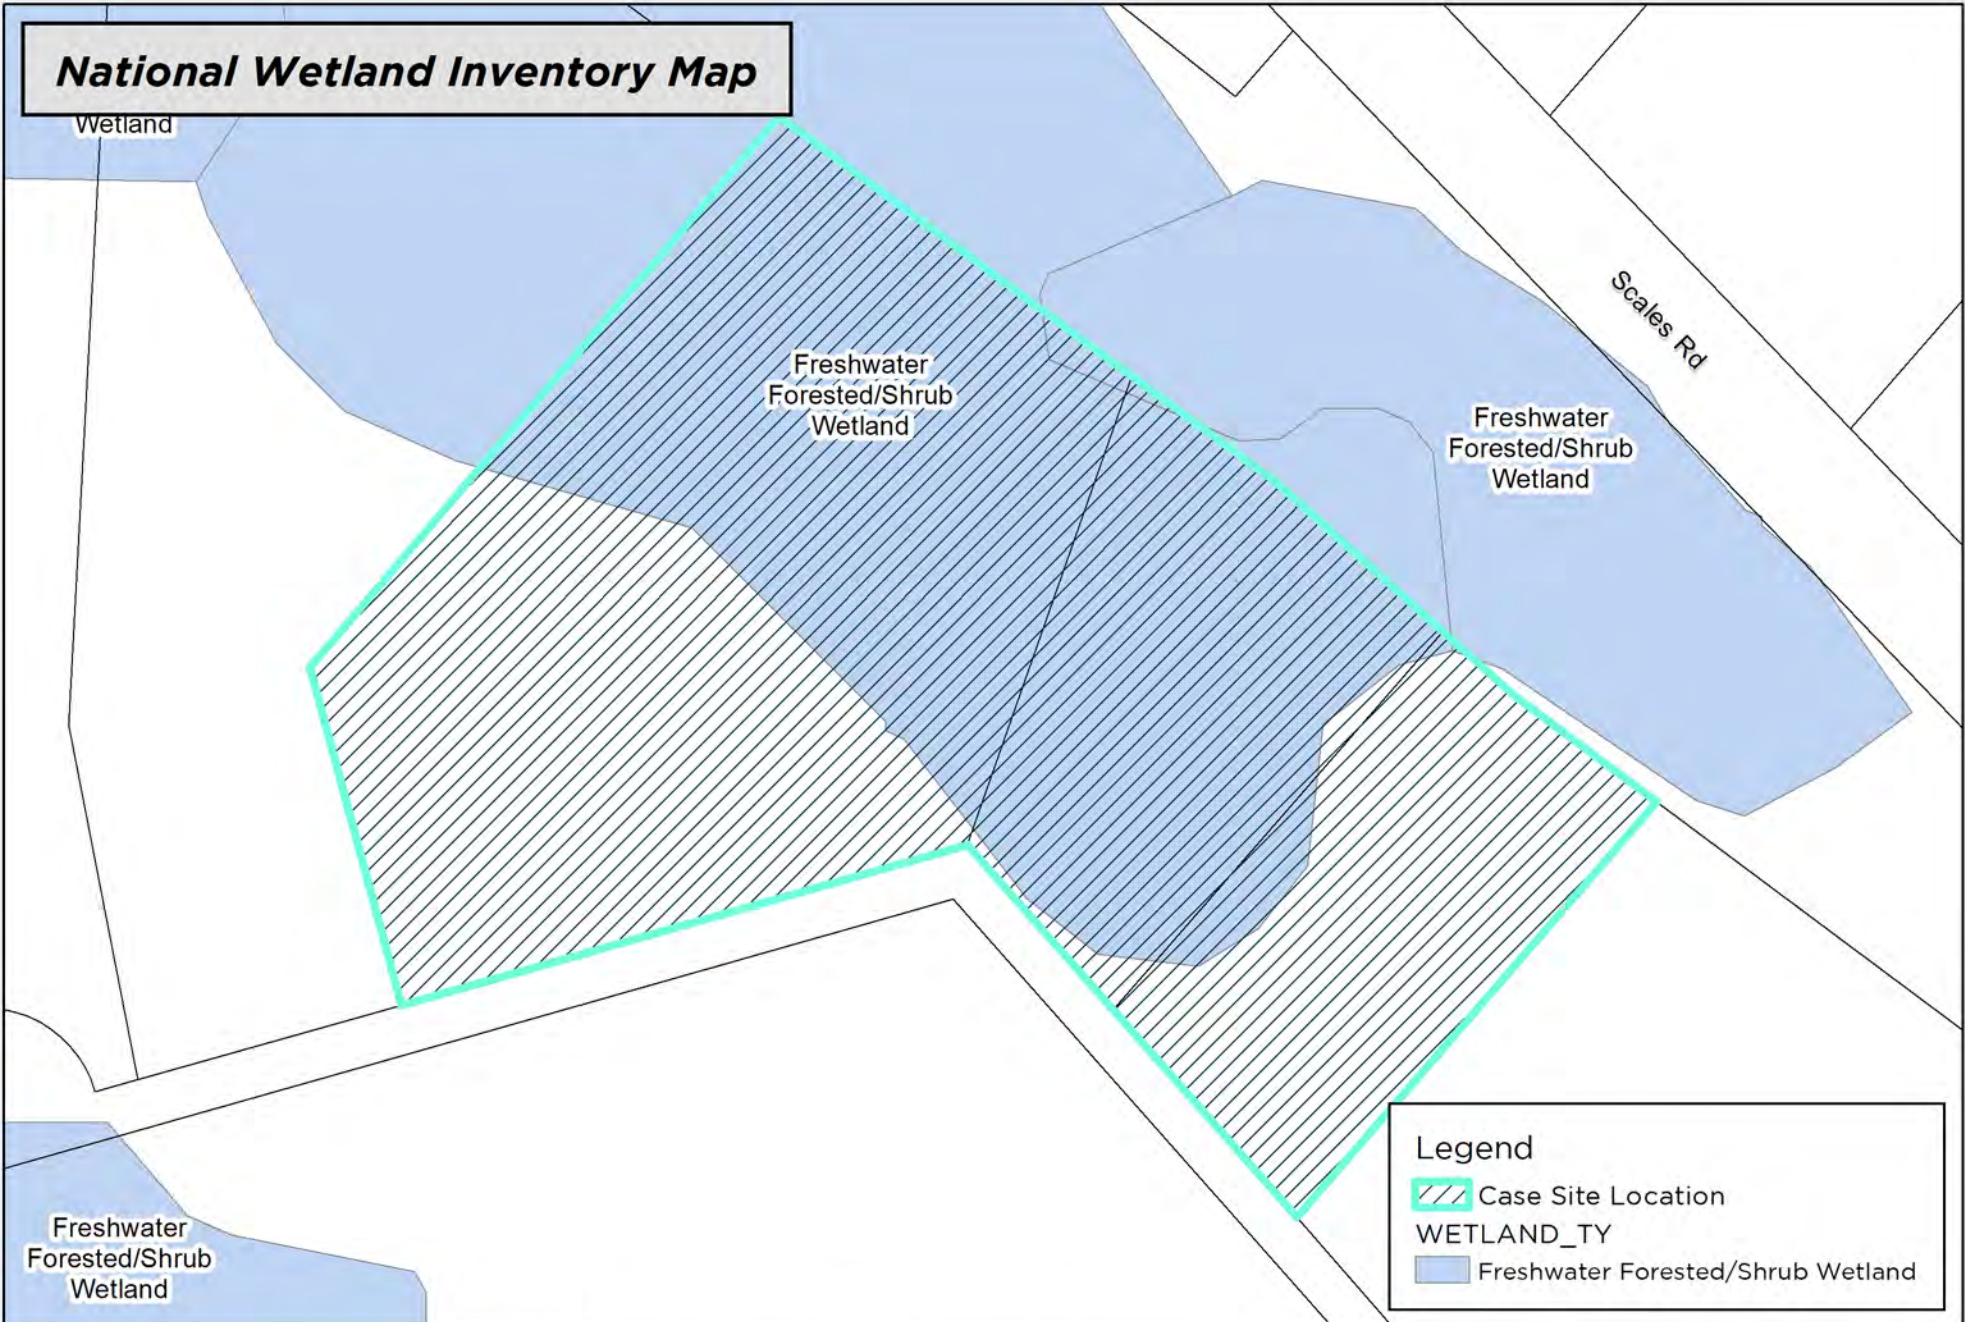 National Wetland Inventory Map
Wetland
Freshwater
Forested/Shrub
Wetland
Scales Rd
Freshwater
Forested/Shrub
Wetland
Freshwater
Forested/Shrub
Wetland
Legend
Case Site Location
WETLAND_TY
Freshwater Forested/Shrub Wetland